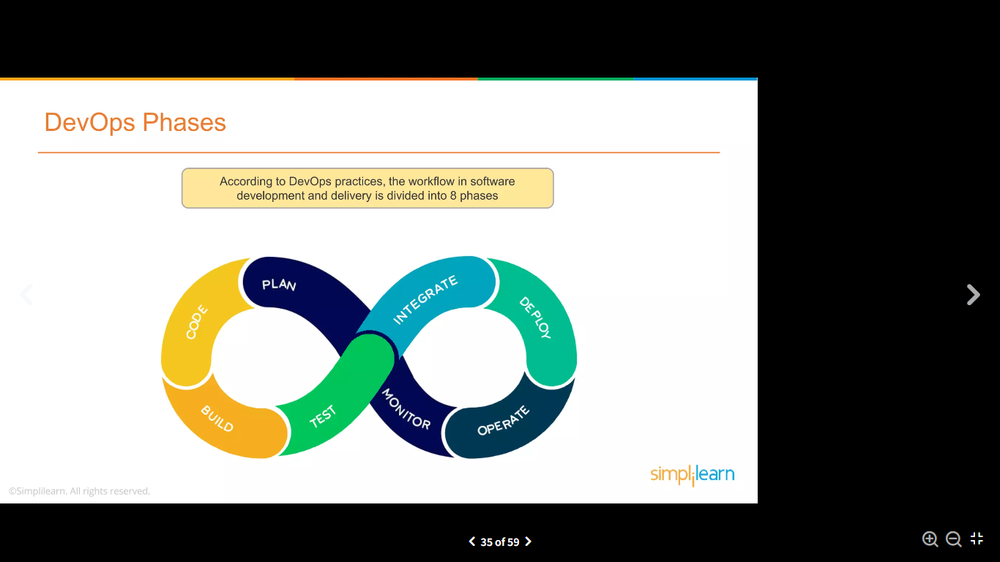 DevOps Phases
According to DevOps practices, the workflow in software
development and delivery is divided into 8 phases
PLAN
CODE
BUILD
TEST
INTEGRATE
DEPLOY
OPERATE
MONITOR
simplilearn
©Simplilearn. All rights reserved.
35 of 59